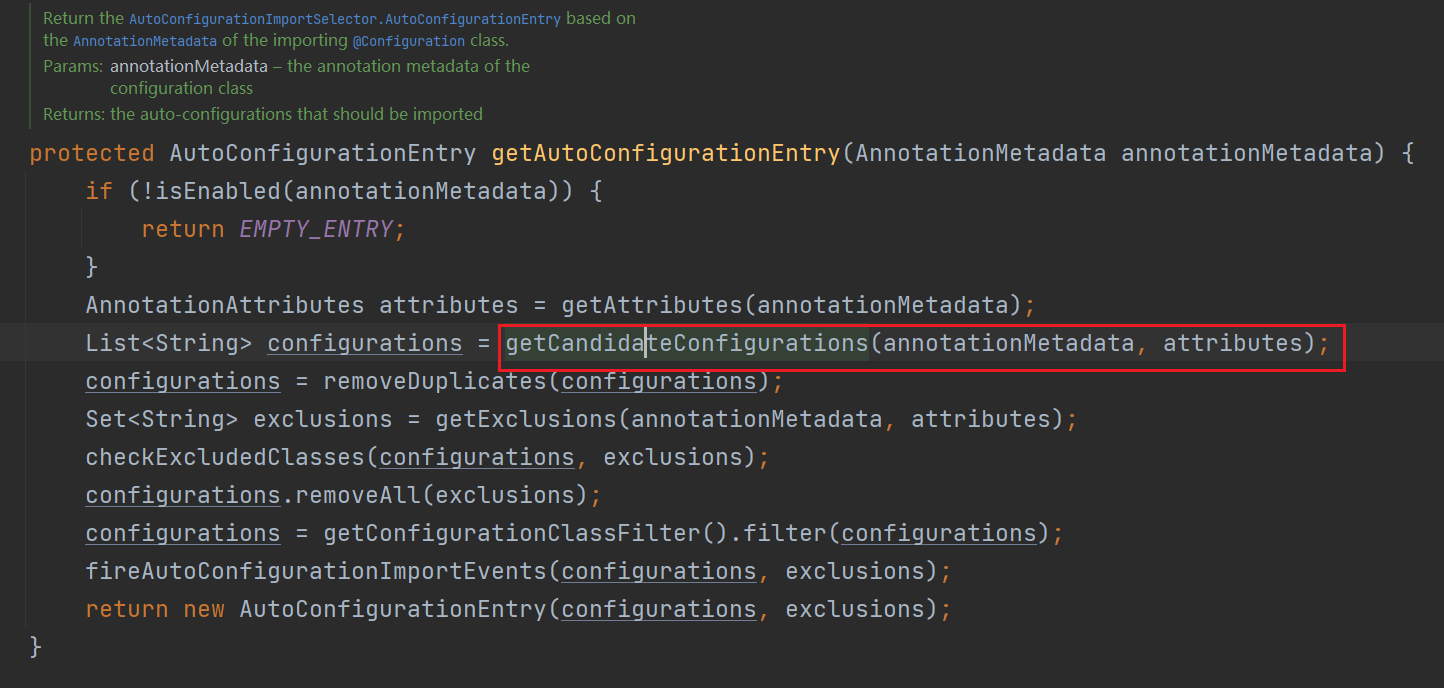 Return the AutoConfigurationImportSelector.AutoConfigurationEntry based on
the AnnotationMetadata of the importing @Configuration class.
Params: annotationMetadata – the annotation metadata of the
configuration class
Returns: the auto-configurations that should be imported
protected AutoConfigurationEntry getAutoConfigurationEntry(AnnotationMetadata annotationMetadata) {
    if (!isEnabled(annotationMetadata)) {
        return EMPTY_ENTRY;
    }
    AnnotationAttributes attributes = getAttributes(annotationMetadata);
    List<String> configurations = getCandidateConfigurations(annotationMetadata, attributes);
    configurations = removeDuplicates(configurations);
    Set<String> exclusions = getExclusions(annotationMetadata, attributes);
    checkExcludedClasses(configurations, exclusions);
    configurations.removeAll(exclusions);
    configurations = getConfigurationClassFilter().filter(configurations);
    fireAutoConfigurationImportEvents(configurations, exclusions);
    return new AutoConfigurationEntry(configurations, exclusions);
}